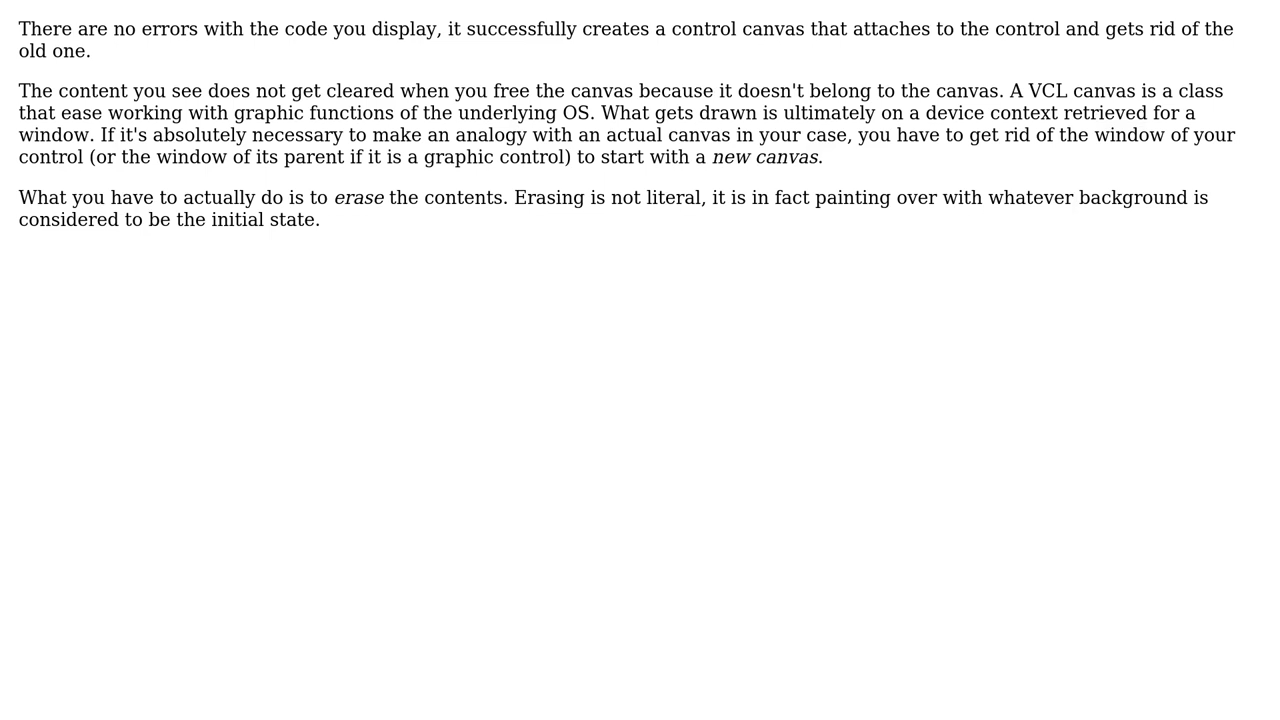 There are no errors with the code you display, it successfully creates a control canvas that attaches to the control and gets rid of the
old one.
The content you see does not get cleared when you free the canvas because it doesn't belong to the canvas. A VCL canvas is a class
that ease working with graphic functions of the underlying OS. What gets drawn is ultimately on a device context retrieved for a
window. If it's absolutely necessary to make an analogy with an actual canvas in your case, you have to get rid of the window of your
control (or the window of its parent if it is a graphic control) to start with a new canvas.
What you have to actually do is to erase the contents. Erasing is not literal, it is in fact painting over with whatever background is
considered to be the initial state.